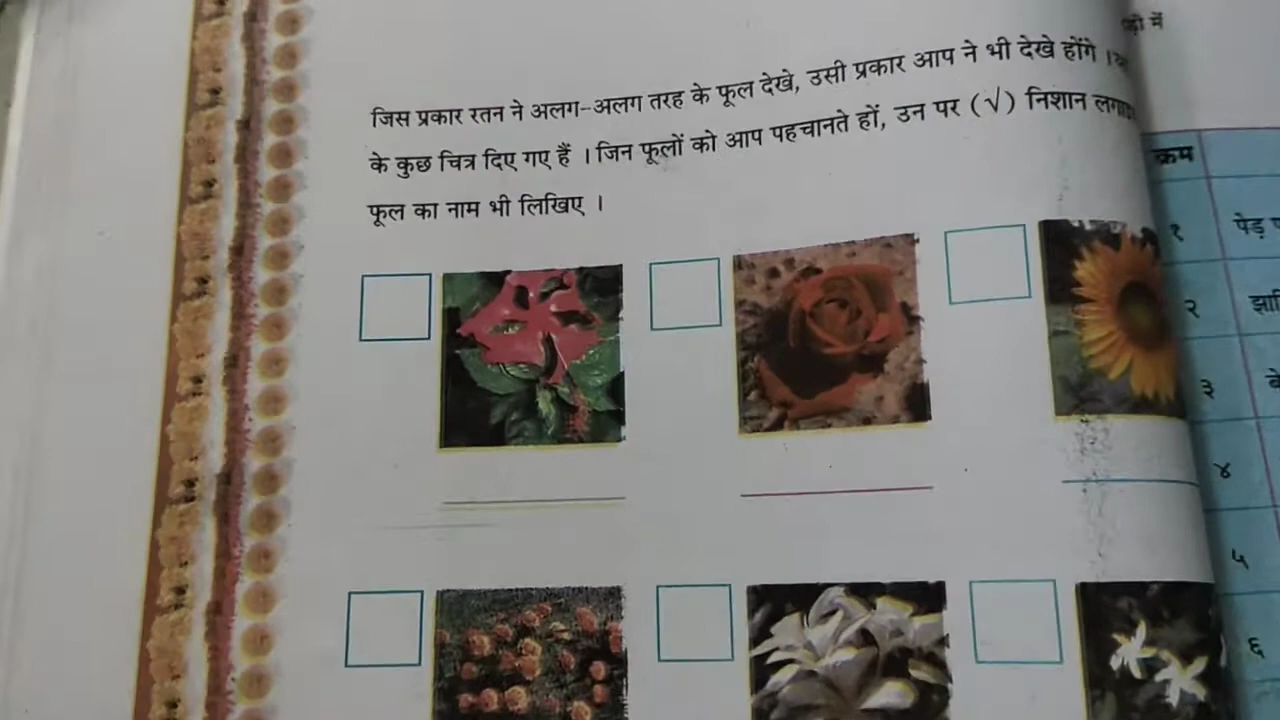 जिस प्रकार रतन ने अलग-अलग तरह के फूल देखे, उसी प्रकार आप ने भी देखे होंगे ।
के कुछ चित्र दिए गए हैं । जिन फूलों को आप पहचानते हों, उन पर (√) निशान
फूल का नाम भी लिखिए ।
में
क्रम
१ पेड़
२
३
४
५
६